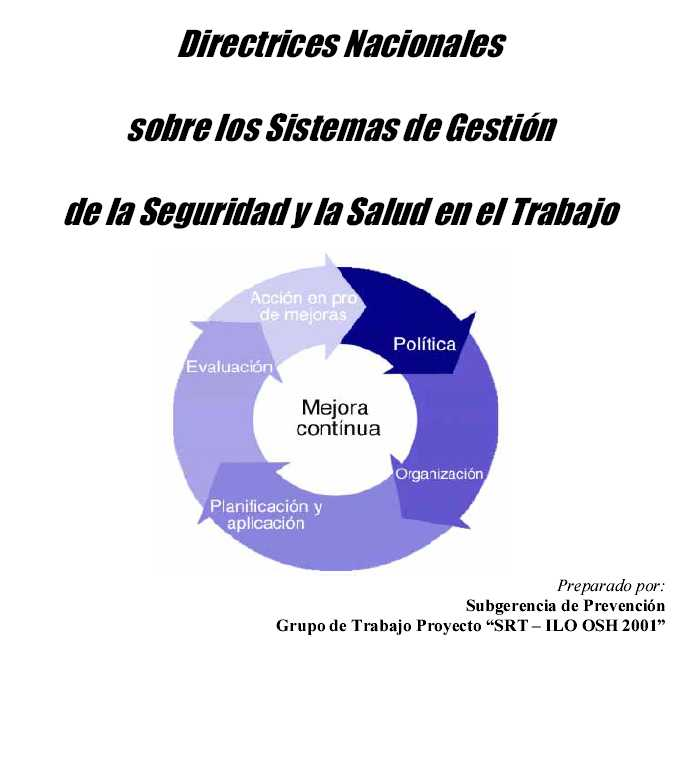 Directrices Nacionales
sobre los Sistemas de Gestión
de la Seguridad y la Salud en el Trabajo
Acción en pro
de mejoras
Política
Evaluación
Mejora
contínua
Organización
Planificación y
aplicación
Preparado por:
Subgerencia de Prevención
Grupo de Trabajo Proyecto “SRT – ILO OSH 2001”